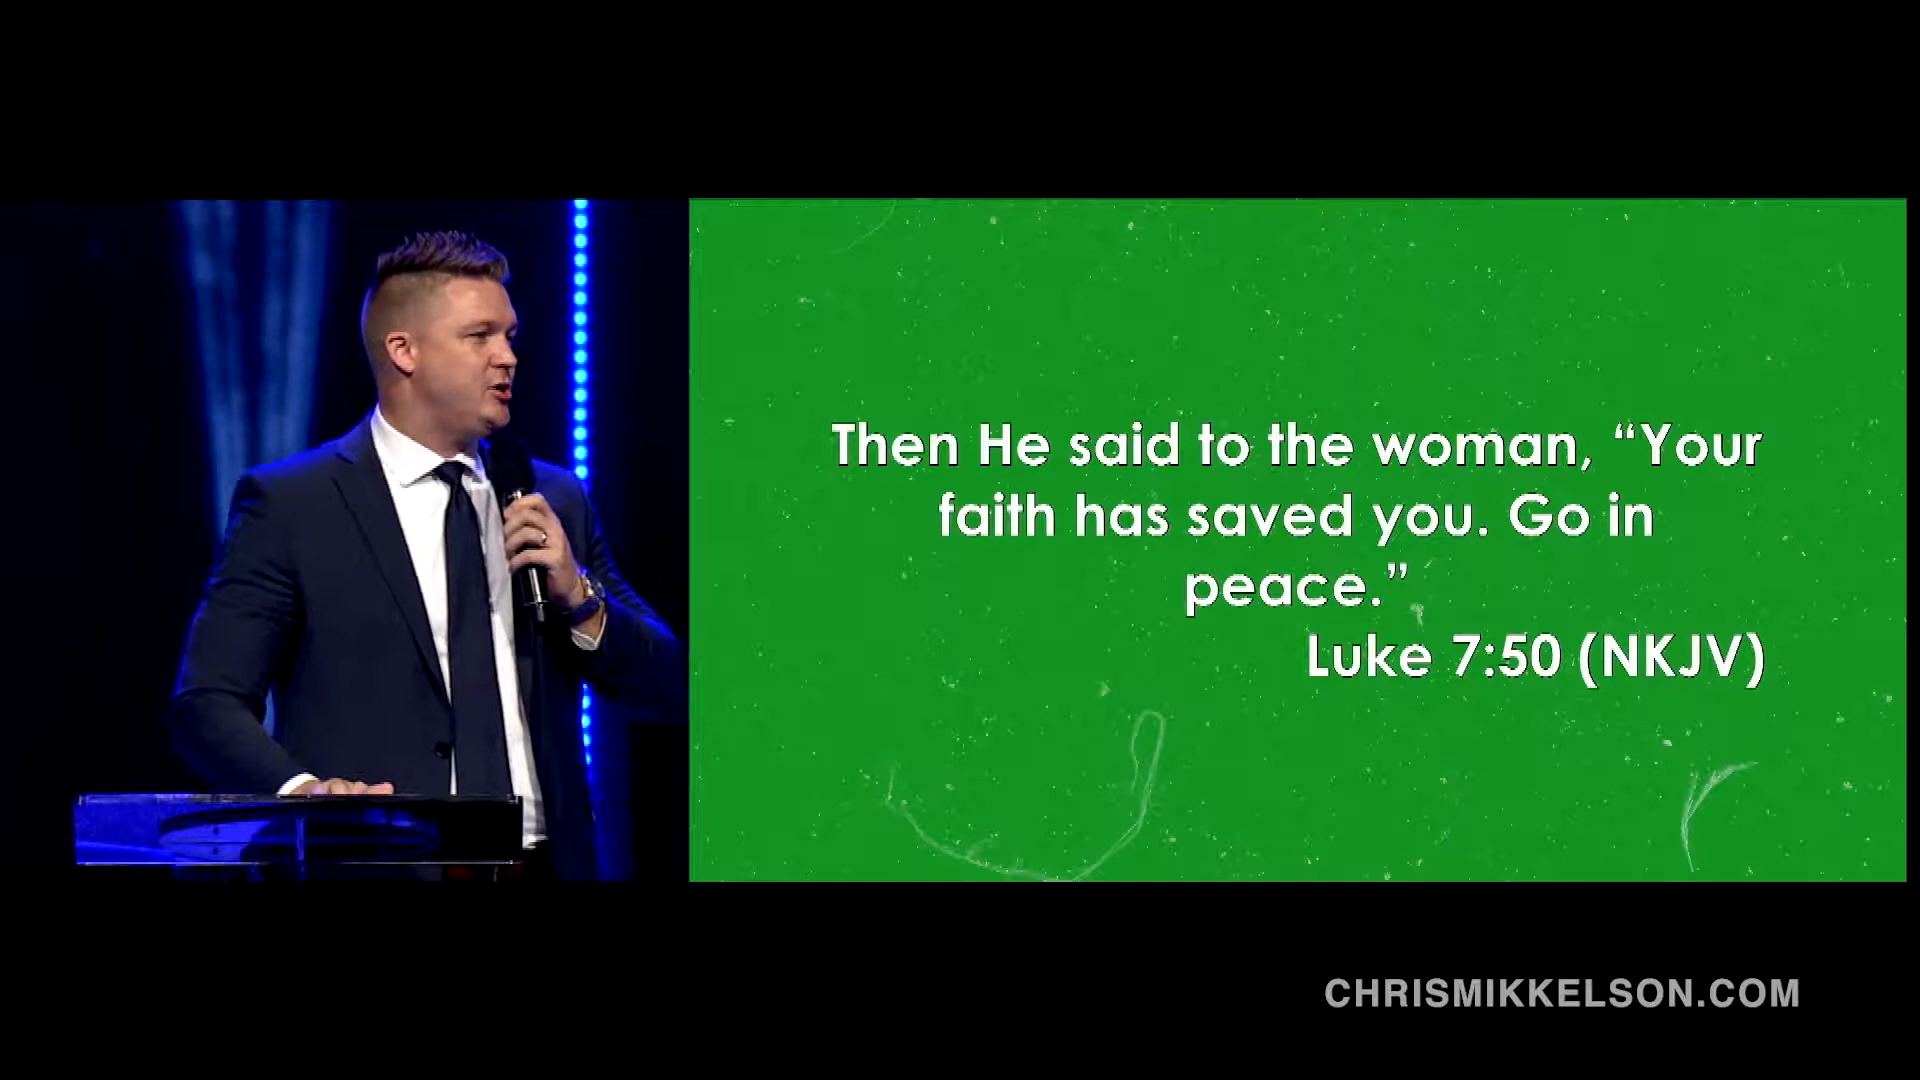 Then He said to the woman, “Your
faith has saved you. Go in
peace.”
Luke 7:50 (NKJV)
CHRISMIKKELSON.COM